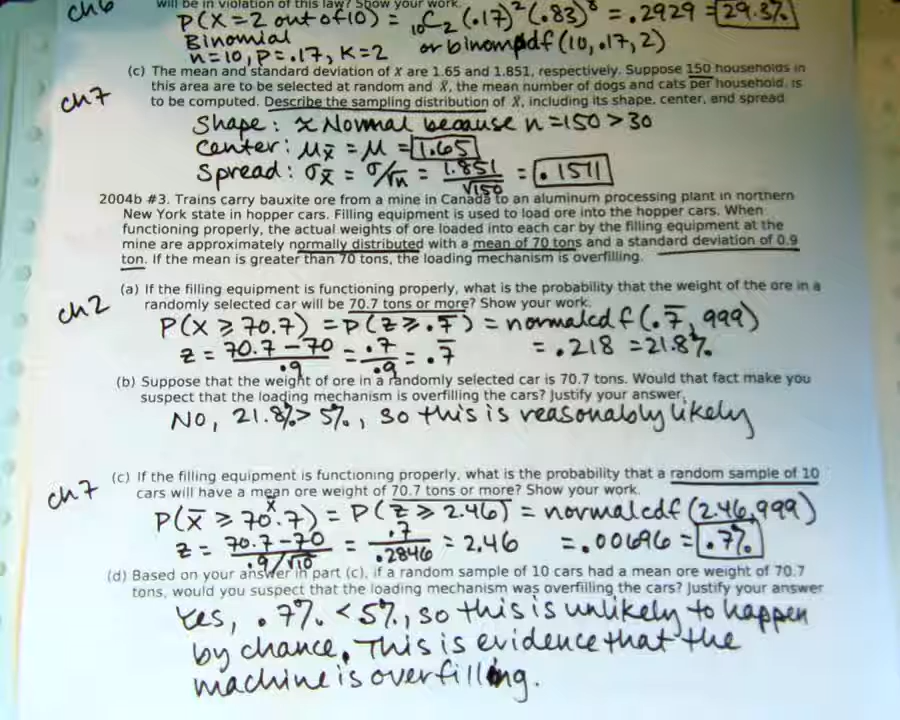 ch6
will be in violation of this law? Show your work.
P(X=2 out of 10) = ₁₀C₂ (.17)² (.83)⁸ = .2929 = 29.3%
Binomial
n=10, p=.17, K=2 or binompdf(10,.17,2)
(c) The mean and standard deviation of X are 1.65 and 1.851, respectively. Suppose 150 households in
ch7
this area are to be selected at random and X̄, the mean number of dogs and cats per household, is
to be computed. Describe the sampling distribution of X̄, including its shape, center, and spread
Shape: ≈ Normal because n=150 >30
Center: μx̄ = μ = 1.65
Spread: σx̄ = σ/√n = 1.851/√150 = .1511
2004b #3. Trains carry bauxite ore from a mine in Canada to an aluminum processing plant in northern
New York state in hopper cars. Filling equipment is used to load ore into the hopper cars. When
functioning properly, the actual weights of ore loaded into each car by the filling equipment at the
mine are approximately normally distributed with a mean of 70 tons and a standard deviation of 0.9
ton. If the mean is greater than 70 tons, the loading mechanism is overfilling.
(a) If the filling equipment is functioning properly, what is the probability that the weight of the ore in a
ch2
randomly selected car will be 70.7 tons or more? Show your work.
P(X ≥ 70.7) = P(Z ≥ .7̄) = normalcdf(.7̄, 999)
z = 70.7-70/.9 = .7/.9 = .7̄ = .218 = 21.8%
(b) Suppose that the weight of ore in a randomly selected car is 70.7 tons. Would that fact make you
suspect that the loading mechanism is overfilling the cars? Justify your answer.
No, 21.8% > 5%, so this is reasonably likely
(c) If the filling equipment is functioning properly, what is the probability that a random sample of 10
ch7
cars will have a mean ore weight of 70.7 tons or more? Show your work.
x̄
P(x̄ ≥ 70.7) = P(z ≥ 2.46) = normalcdf(2.46,999)
z = 70.7-70/.9/√10 = .7/.2846 = 2.46 = .00696 = .7%
(d) Based on your answer in part (c), if a random sample of 10 cars had a mean ore weight of 70.7
tons, would you suspect that the loading mechanism was overfilling the cars? Justify your answer
Yes, .7% < 5%, so this is unlikely to happen
by chance. This is evidence that the
machine is overfilling.